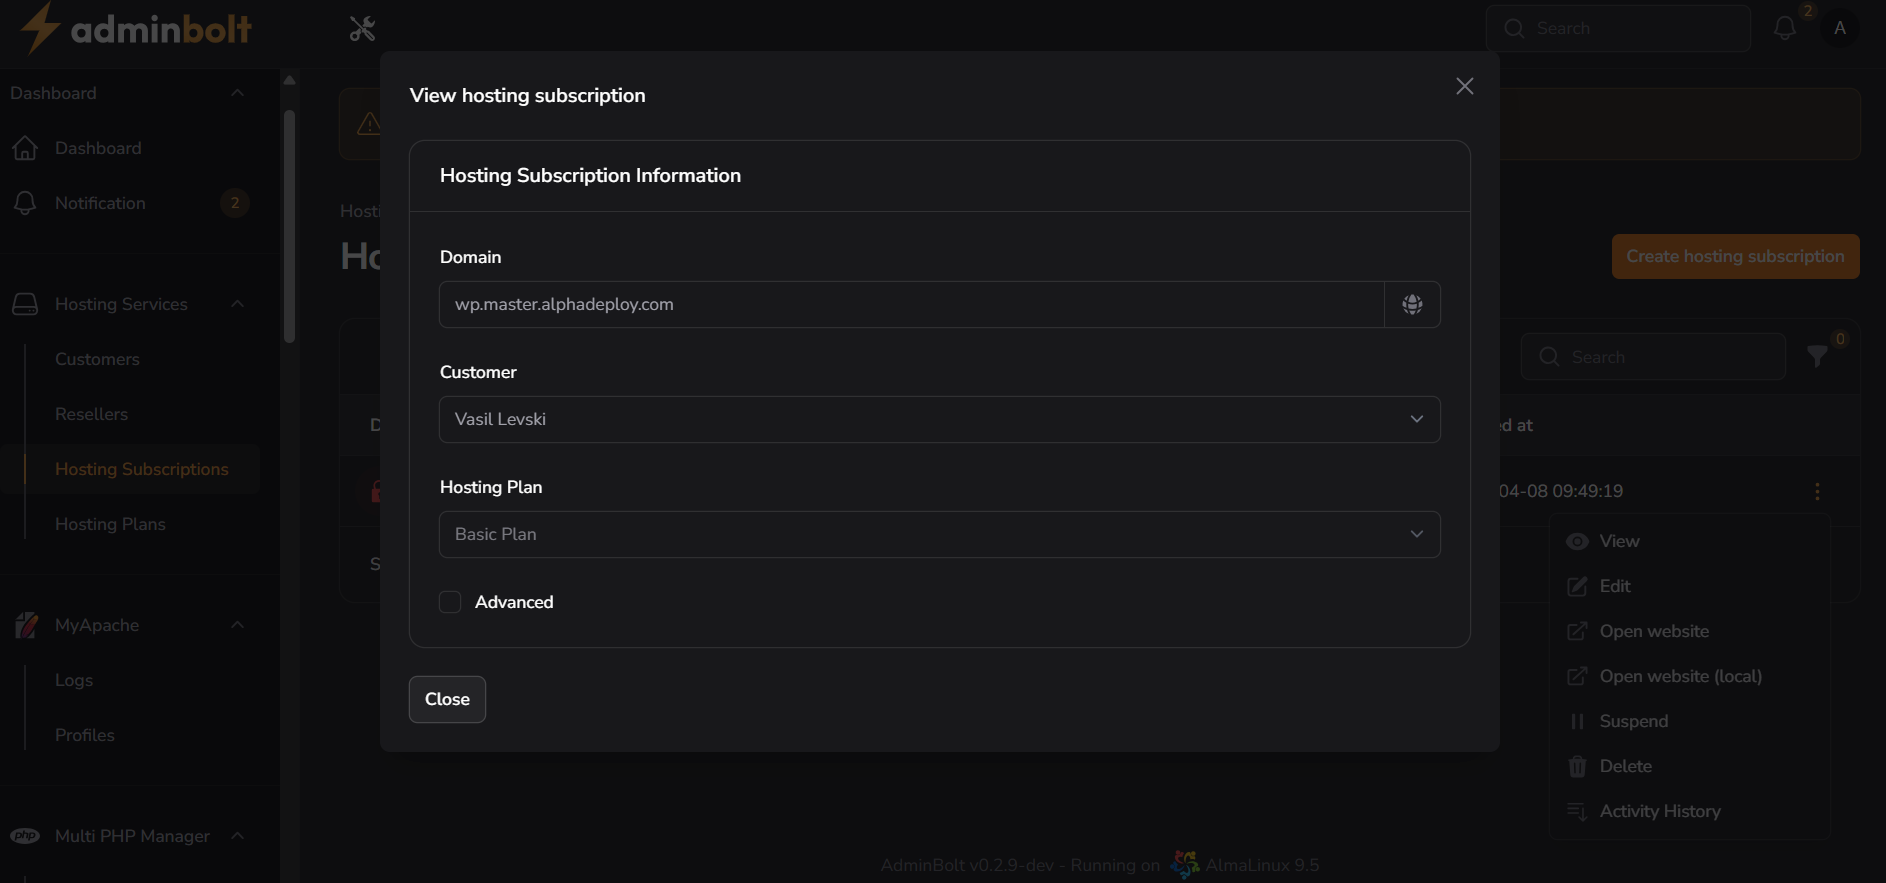 adminbolt
Search
2
A
Dashboard
Dashboard
Notification
2
Hosting Services
Customers
Resellers
Hosting Subscriptions
Hosting Plans
MyApache
Logs
Profiles
php Multi PHP Manager
View hosting subscription
Hosting Subscription Information
Domain
wp.master.alphadeploy.com
Customer
Vasil Levski
Hosting Plan
Basic Plan
Advanced
Close
Hosti
Ho
Create hosting subscription
Search
0
D
ed at
04-08 09:49:19
S
View
Edit
Open website
Open website (local)
Suspend
Delete
Activity History
AdminBolt v0.2.9-dev - Running on AlmaLinux 9.5